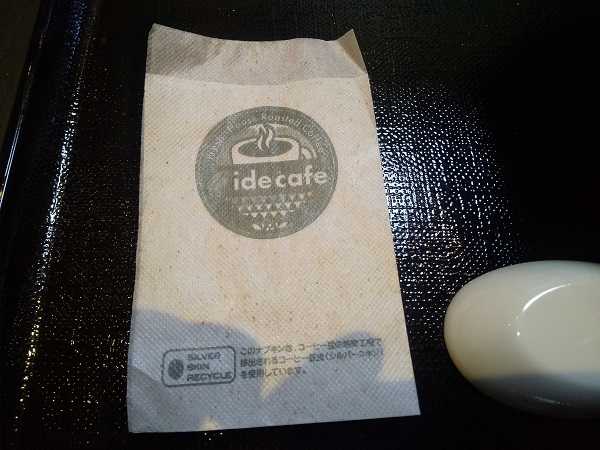 100% House Roasted Coffee
ide cafe
SILVER
SKIN
RECYCLE
このナプキンは、コーヒー豆の焙煎工程で
排出されるコーヒー豆皮(シルバースキン)
を使用しています。